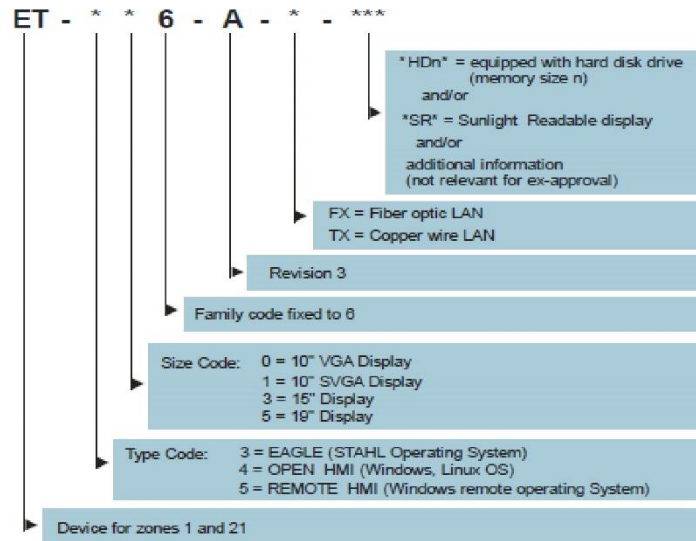 ET - * * 6 - A - * - ***
*HDn* = equipped with hard disk drive
(memory size n)
and/or
*SR* = Sunlight Readable display
and/or
additional information
(not relevant for ex-approval)
FX = Fiber optic LAN
TX = Copper wire LAN
Revision 3
Family code fixed to 6
Size Code: 0 = 10" VGA Display
1 = 10" SVGA Display
3 = 15" Display
5 = 19" Display
Type Code: 3 = EAGLE (STAHL Operating System)
4 = OPEN HMI (Windows, Linux OS)
5 = REMOTE HMI (Windows remote operating System)
Device for zones 1 and 21